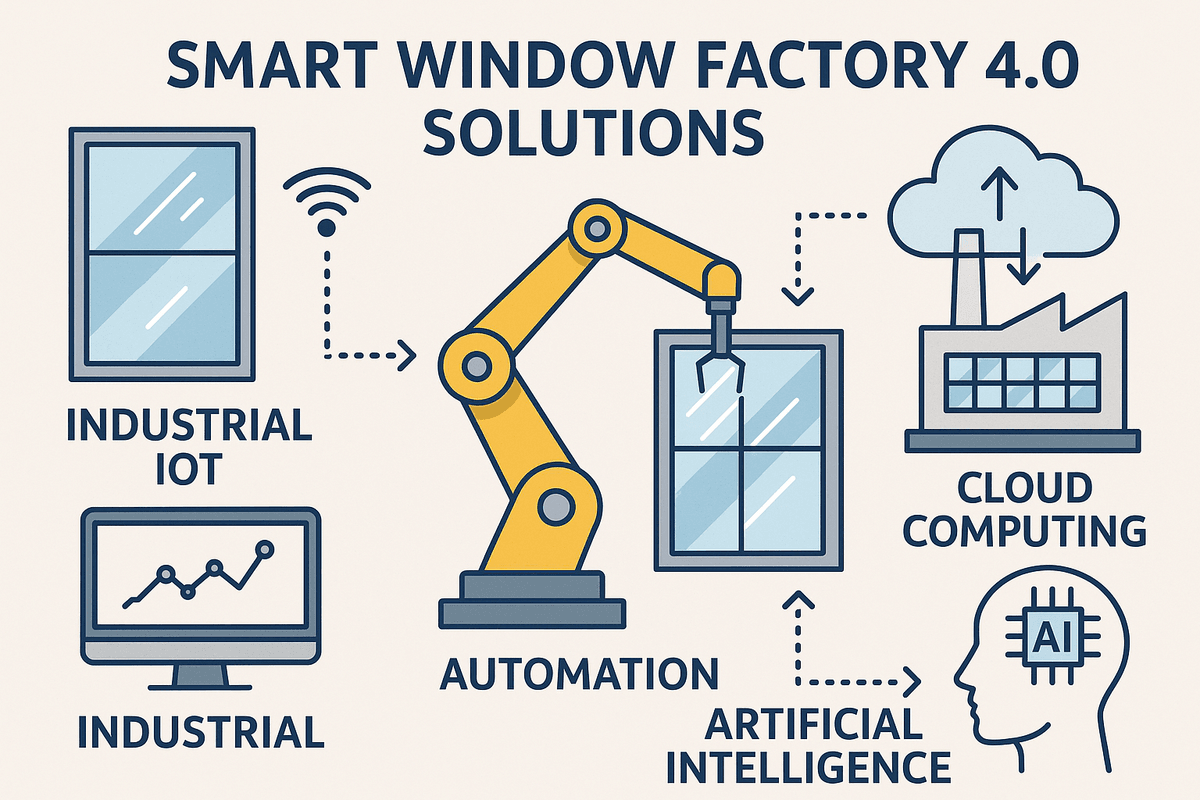 SMART WINDOW FACTORY 4.0
SOLUTIONS
INDUSTRIAL
IOT
CLOUD
COMPUTING
AI
AUTOMATION
INDUSTRIAL
ARTIFICIAL
INTELLIGENCE